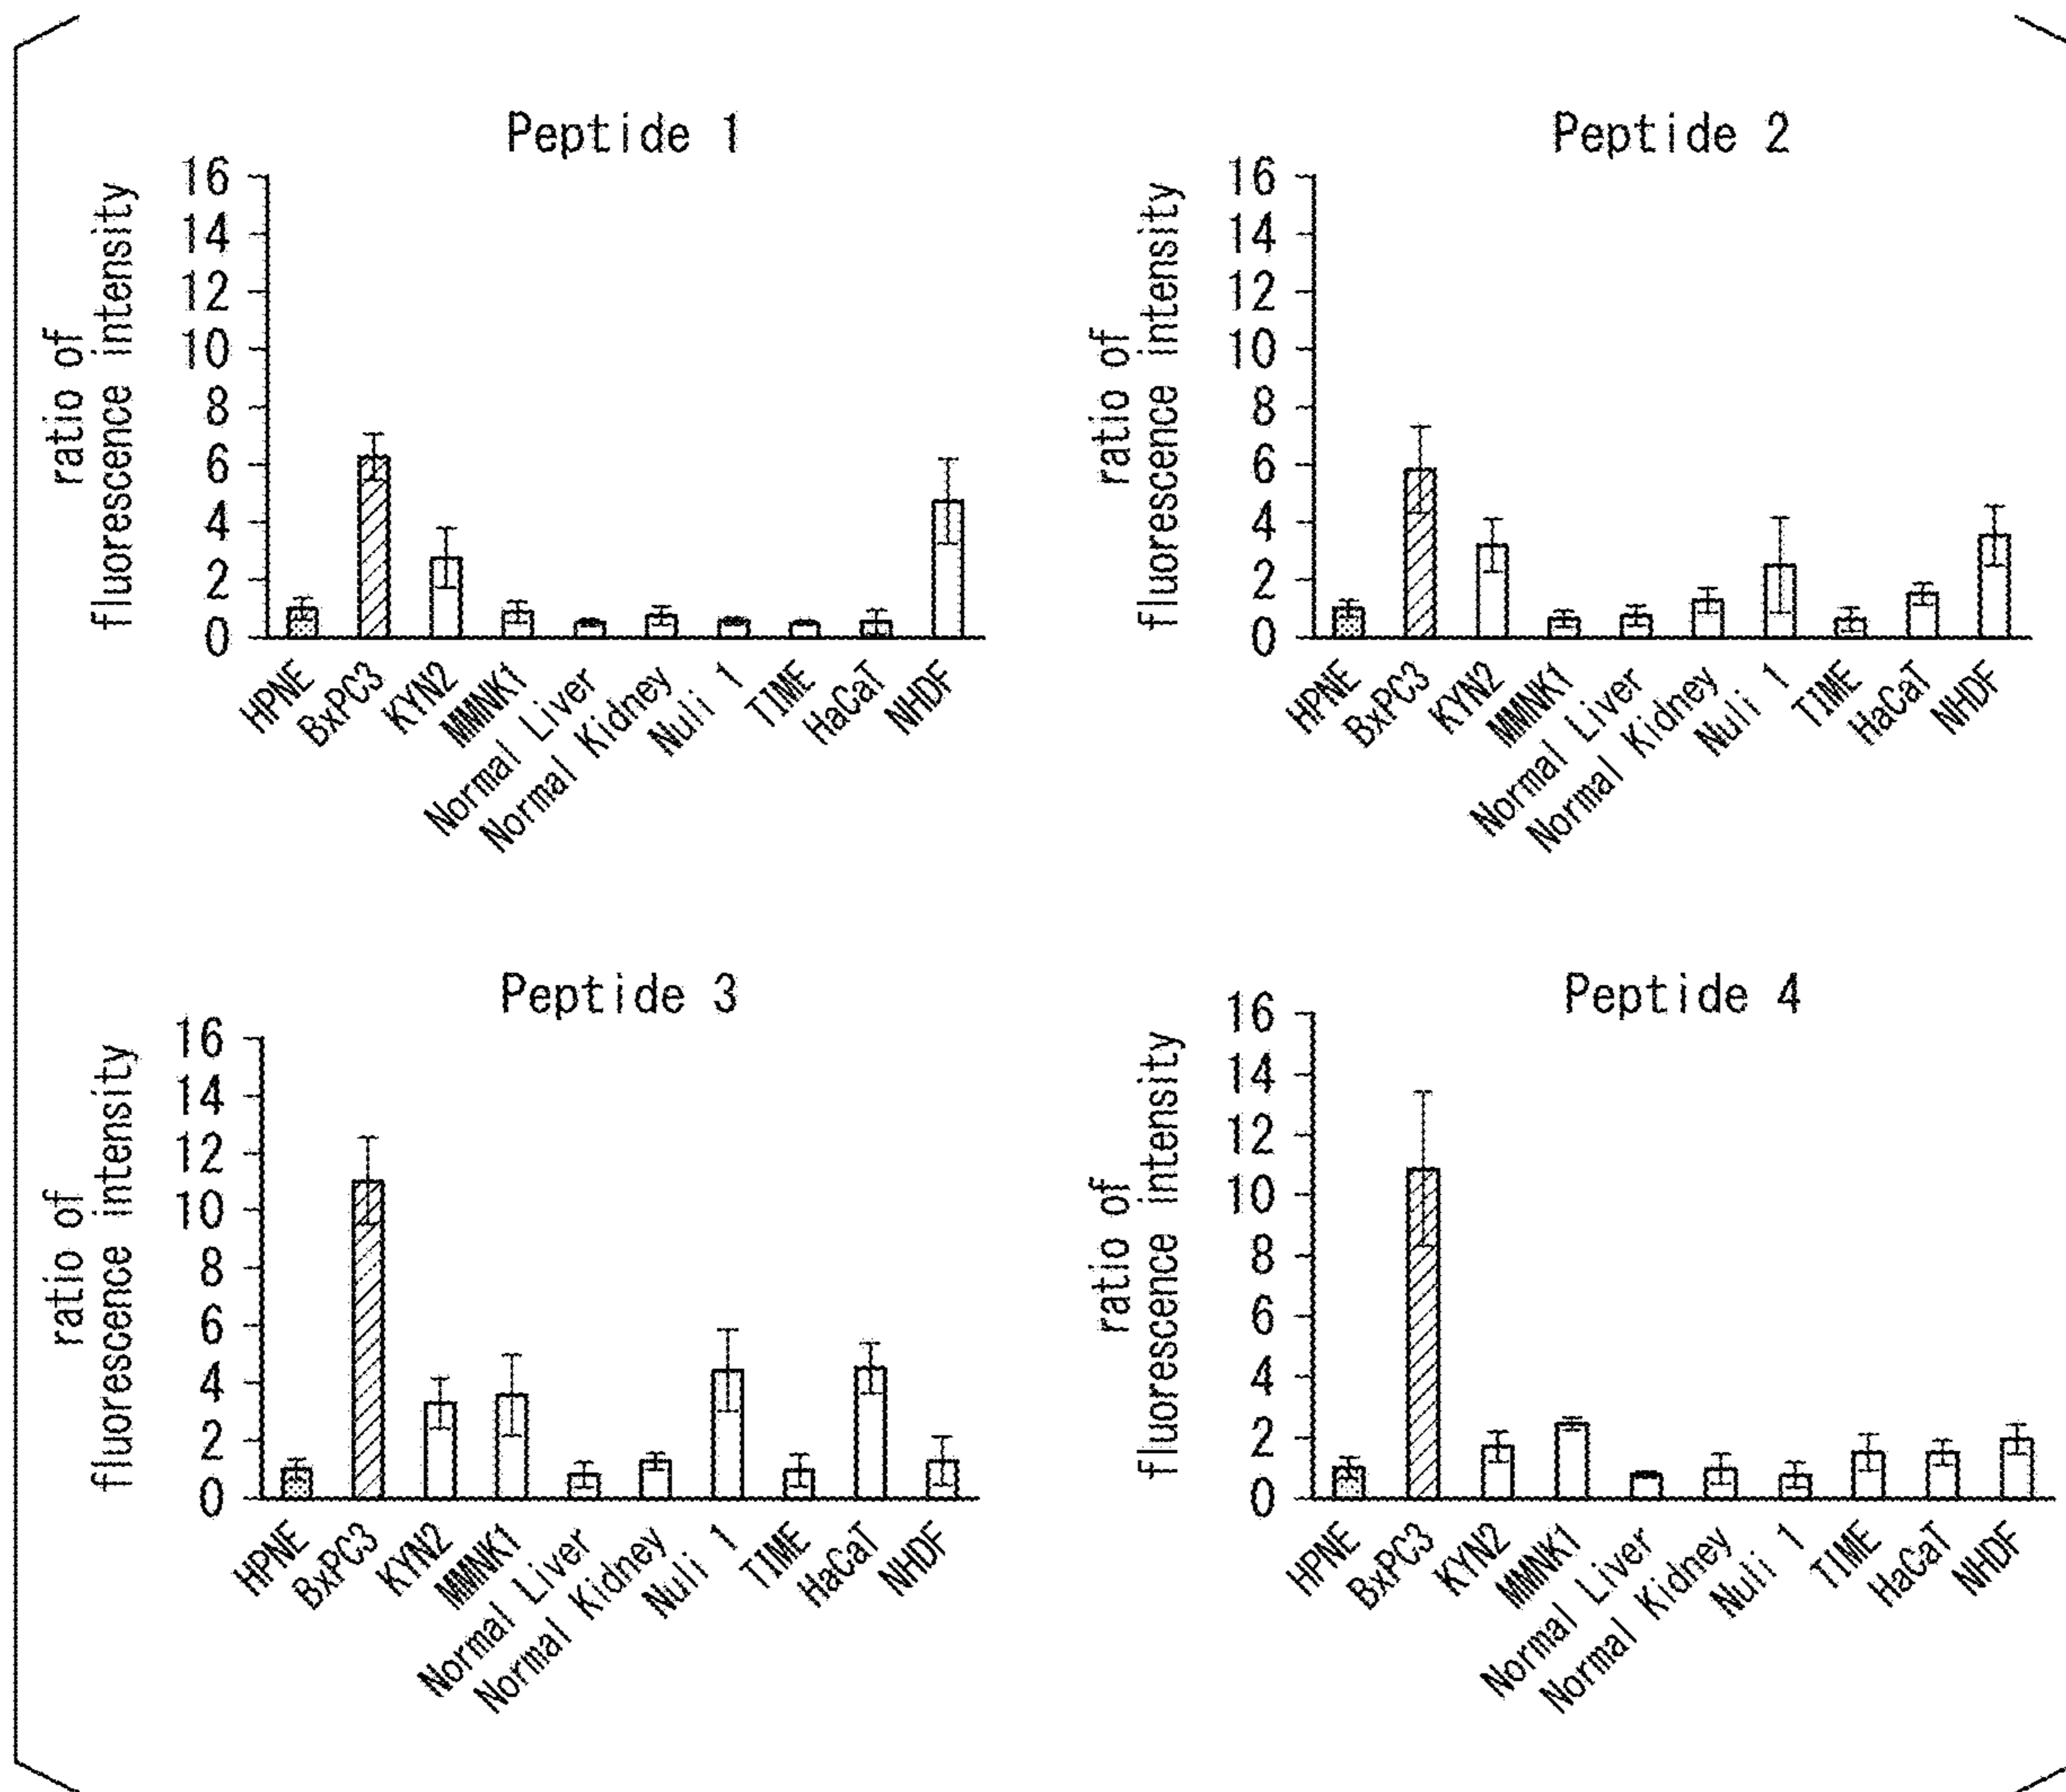 Peptide 1
ratio of
fluorescence intensity
16
14
12
10
8
6
4
2
0
HPNE
BxPC3
KYN2
MMNK1
Normal Liver
Normal Kidney
Nuli 1
TIME
HaCaT
NHDF
Peptide 2
ratio of
fluorescence intensity
16
14
12
10
8
6
4
2
0
HPNE
BxPC3
KYN2
MMNK1
Normal Liver
Normal Kidney
Nuli 1
TIME
HaCaT
NHDF
Peptide 3
ratio of
fluorescence intensity
16
14
12
10
8
6
4
2
0
HPNE
BxPC3
KYN2
MMNK1
Normal Liver
Normal Kidney
Nuli 1
TIME
HaCaT
NHDF
Peptide 4
ratio of
fluorescence intensity
16
14
12
10
8
6
4
2
0
HPNE
BxPC3
KYN2
MMNK1
Normal Liver
Normal Kidney
Nuli 1
TIME
HaCaT
NHDF